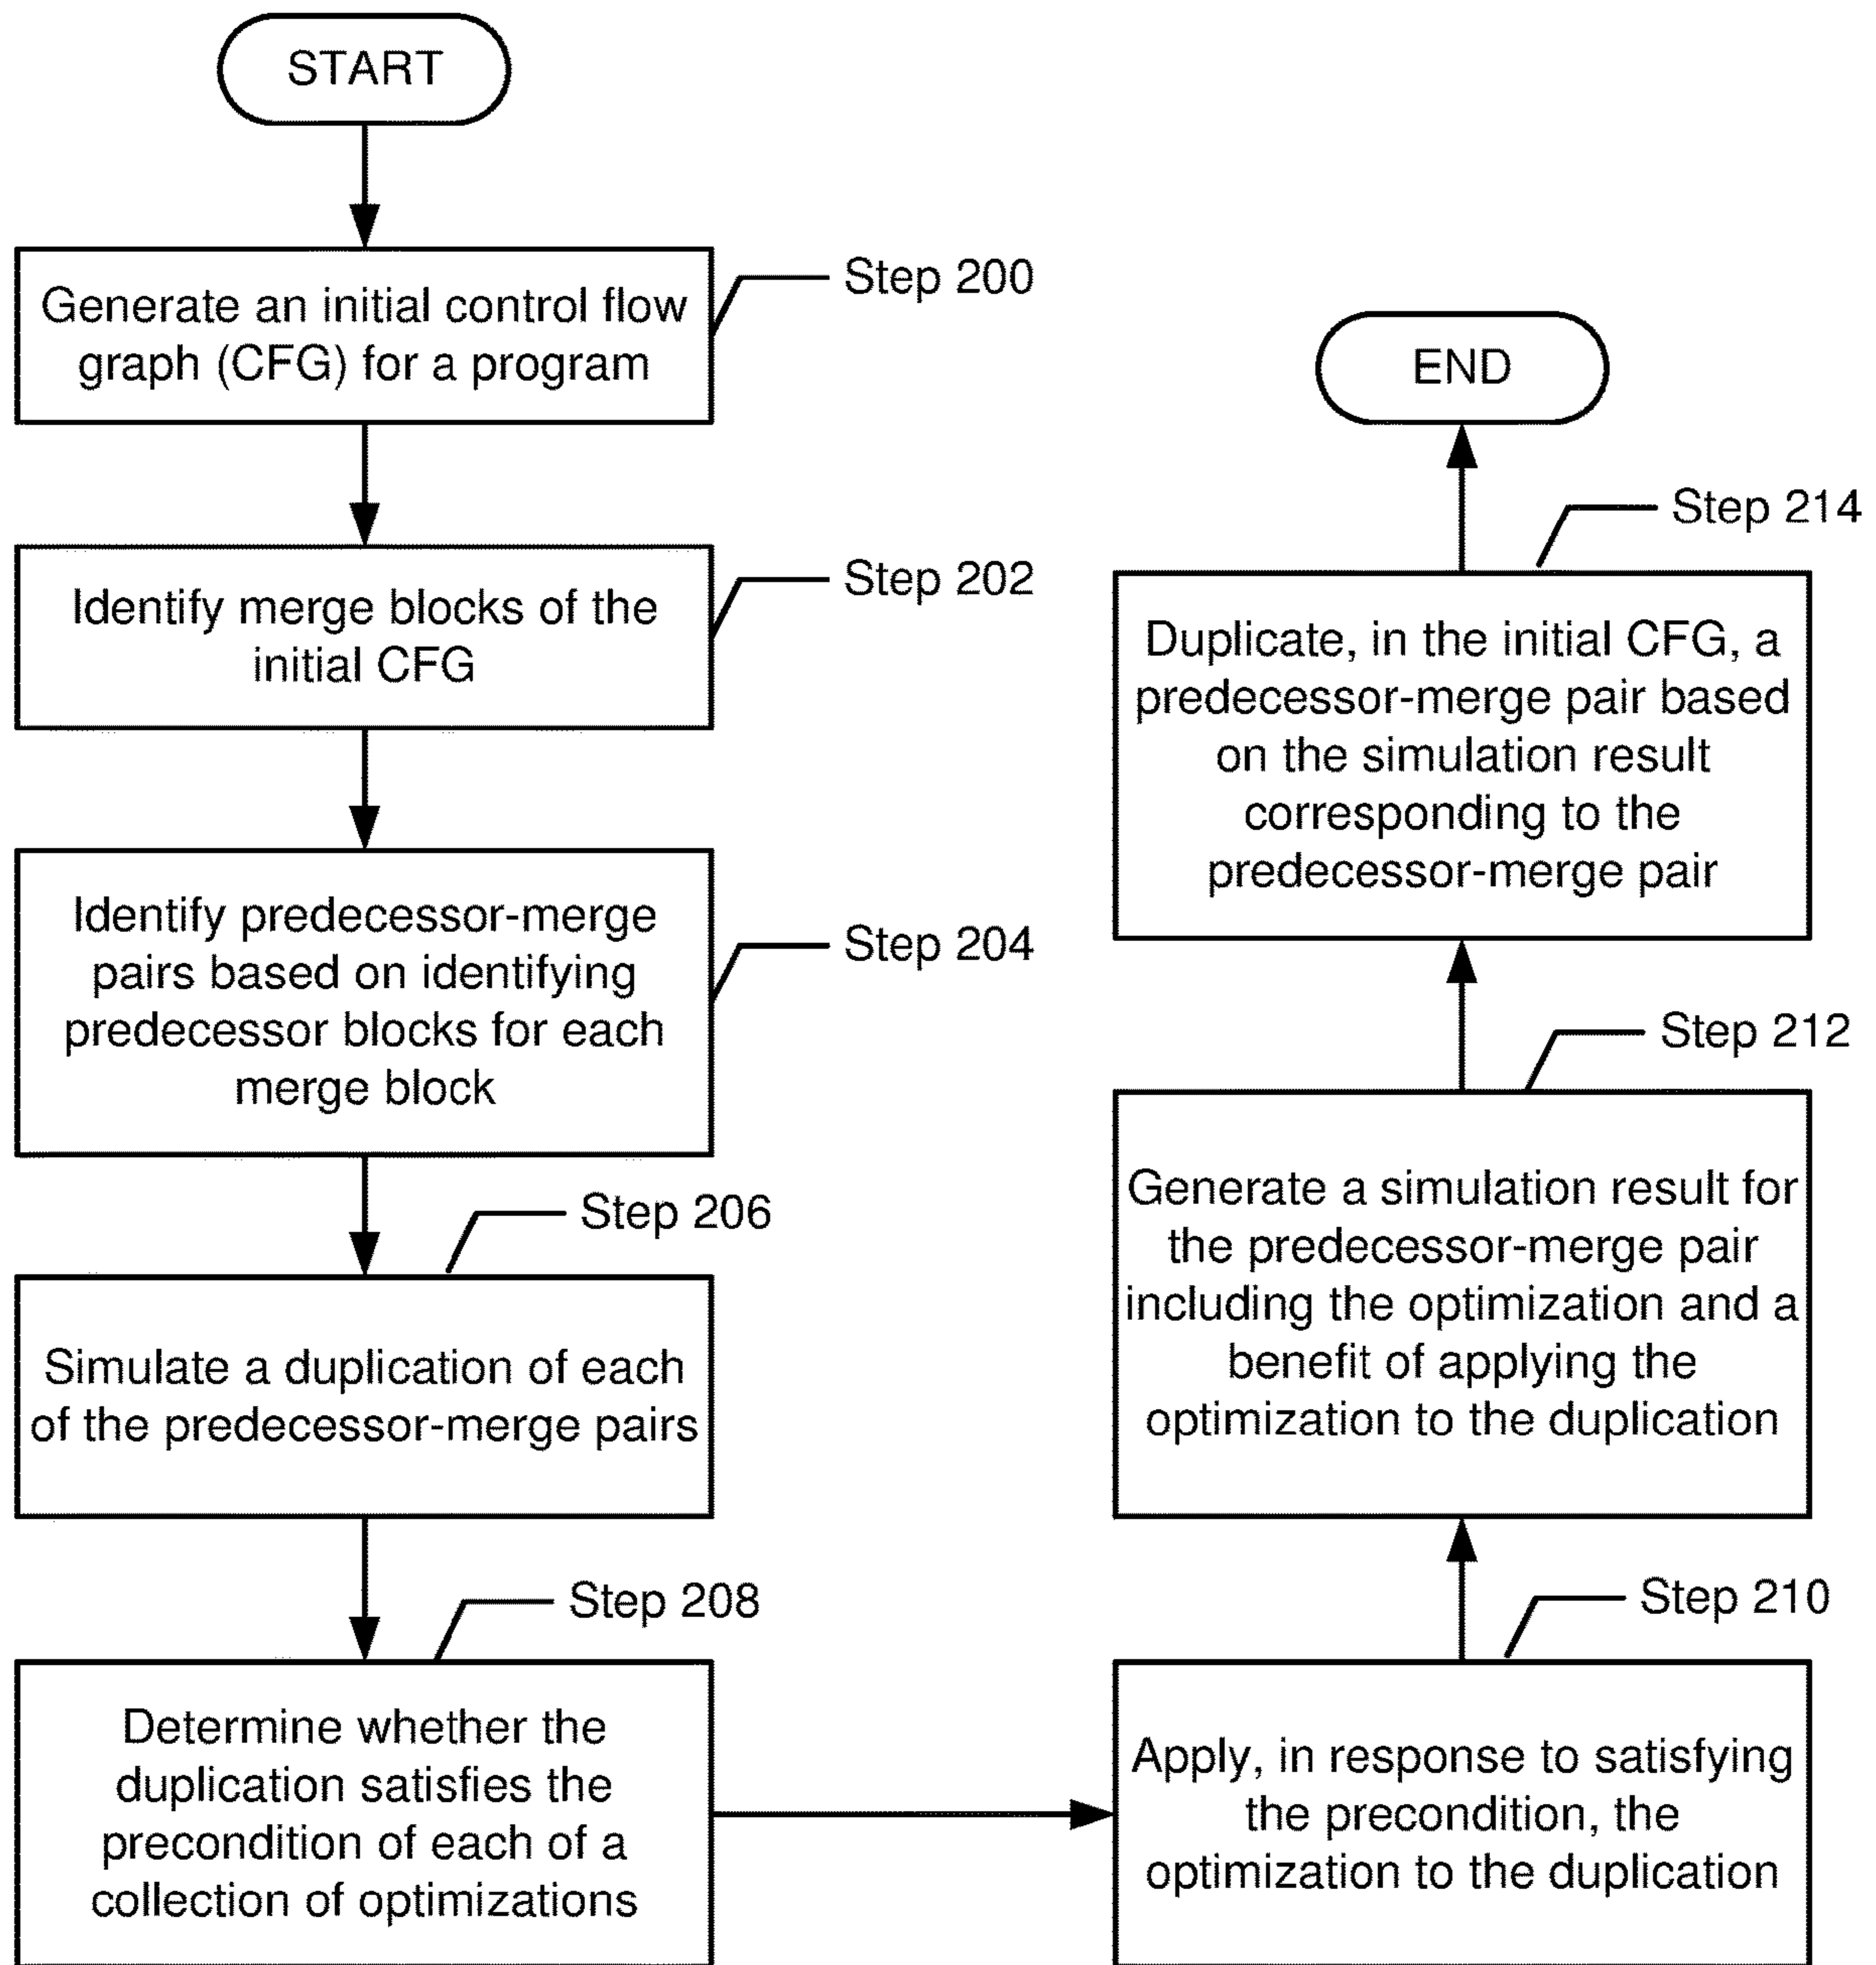 START
Generate an initial control flow
graph (CFG) for a program
Step 200
Identify merge blocks of the
initial CFG
Step 202
Identify predecessor-merge
pairs based on identifying
predecessor blocks for each
merge block
Step 204
Step 206
Simulate a duplication of each
of the predecessor-merge pairs
Step 208
Determine whether the
duplication satisfies the
precondition of each of a
collection of optimizations
Step 210
Apply, in response to satisfying
the precondition, the
optimization to the duplication
Step 212
Generate a simulation result for
the predecessor-merge pair
including the optimization and a
benefit of applying the
optimization to the duplication
Step 214
Duplicate, in the initial CFG, a
predecessor-merge pair based
on the simulation result
corresponding to the
predecessor-merge pair
END